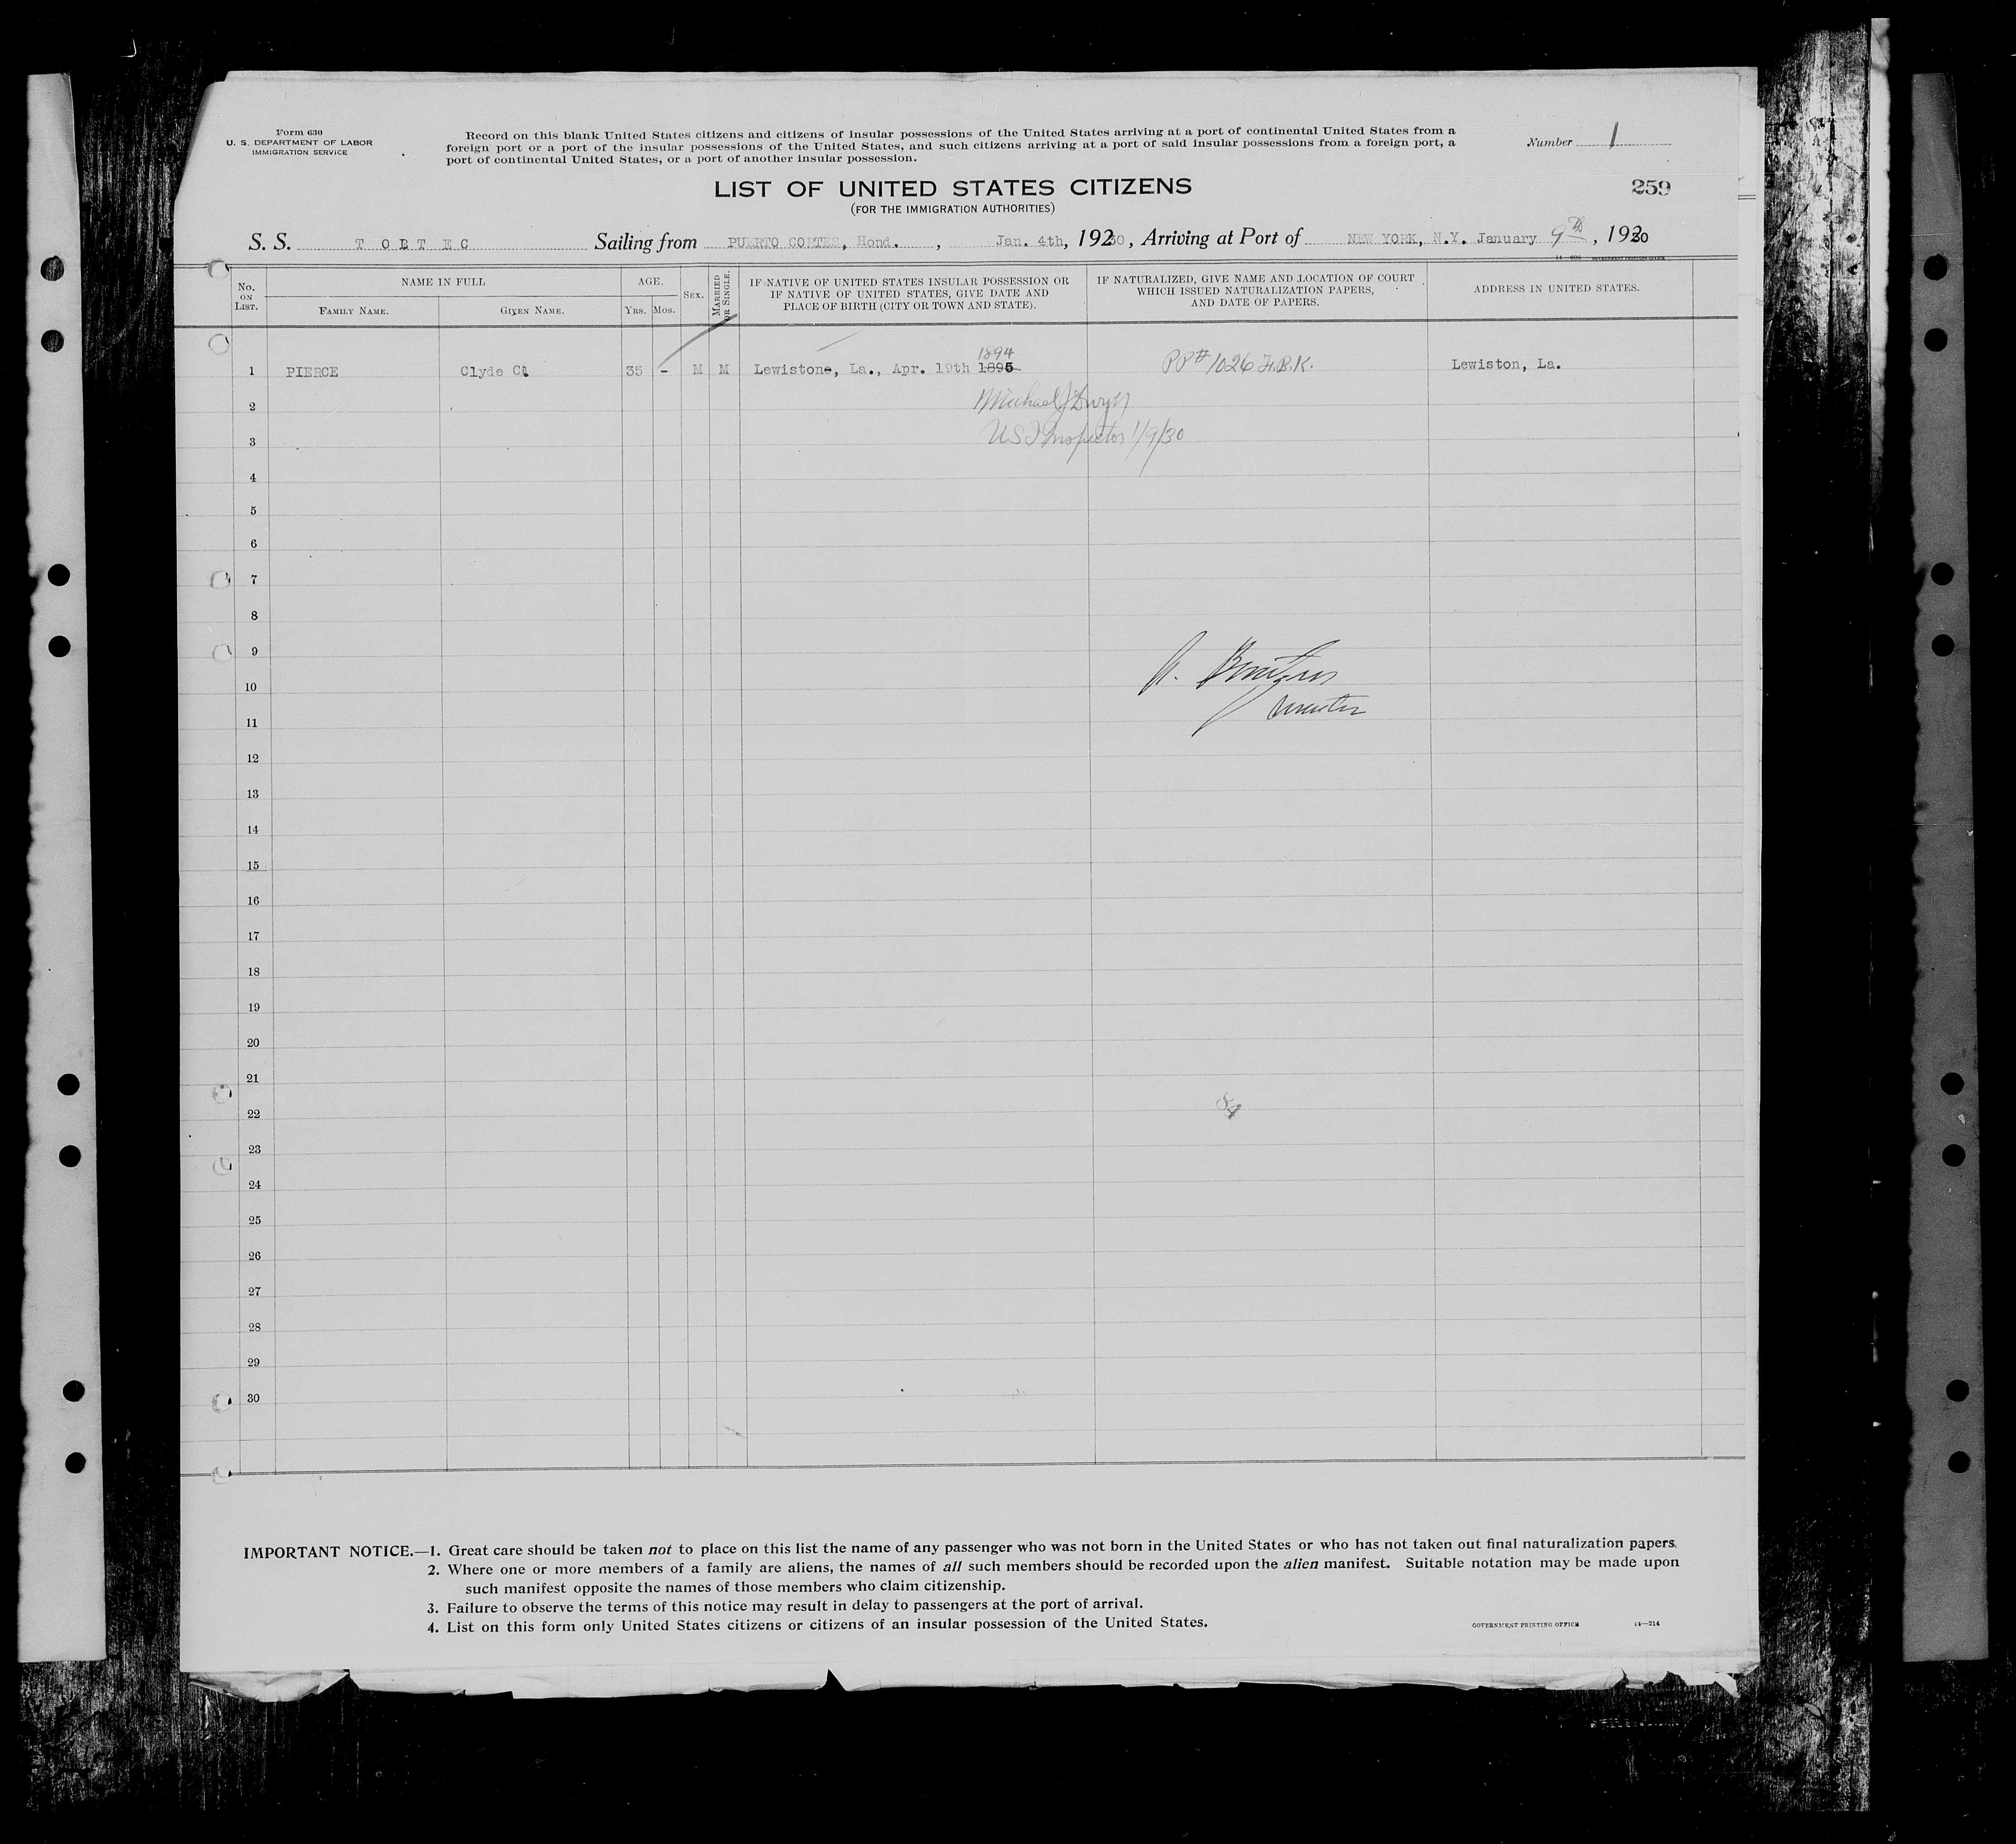 Form 630
U. S. DEPARTMENT OF LABOR
IMMIGRATION SERVICE
Record on this blank United States citizens and citizens of insular possessions of the United States arriving at a port of continental United States from a
foreign port or a port of the insular possessions of the United States, and such citizens arriving at a port of said insular possessions from a foreign port, a
port of continental United States, or a port of another insular possession.
Number 1
LIST OF UNITED STATES CITIZENS
(FOR THE IMMIGRATION AUTHORITIES)
259
S. S. T O L T E C Sailing from PUERTO CORTES, Hond. , Jan. 4th, 1930, Arriving at Port of NEW YORK, N.Y. January 9th, 1930
No. ON LIST.
NAME IN FULL
FAMILY NAME.
GIVEN NAME.
AGE.
YRS. MOS.
SEX.
MARRIED OR SINGLE.
IF NATIVE OF UNITED STATES INSULAR POSSESSION OR
IF NATIVE OF UNITED STATES, GIVE DATE AND
PLACE OF BIRTH (CITY OR TOWN AND STATE).
IF NATURALIZED, GIVE NAME AND LOCATION OF COURT
WHICH ISSUED NATURALIZATION PAPERS,
AND DATE OF PAPERS.
ADDRESS IN UNITED STATES.
1894
1 PIERCE Clyde C. 35 - M M Lewistone, La., Apr. 19th 1895 PP# 1026 F.B.K. Lewiston, La.
2 Michael J Dwyer
3 US I Inspector 1/9/30
4
5
6
7
8
9
10
11 master
12
13
14
15
16
17
18
19
20
21
22
23
24
25
26
27
28
29
30
IMPORTANT NOTICE.—1. Great care should be taken not to place on this list the name of any passenger who was not born in the United States or who has not taken out final naturalization papers.
2. Where one or more members of a family are aliens, the names of all such members should be recorded upon the alien manifest. Suitable notation may be made upon
such manifest opposite the names of those members who claim citizenship.
3. Failure to observe the terms of this notice may result in delay to passengers at the port of arrival.
4. List on this form only United States citizens or citizens of an insular possession of the United States.
GOVERNMENT PRINTING OFFICE 14—214